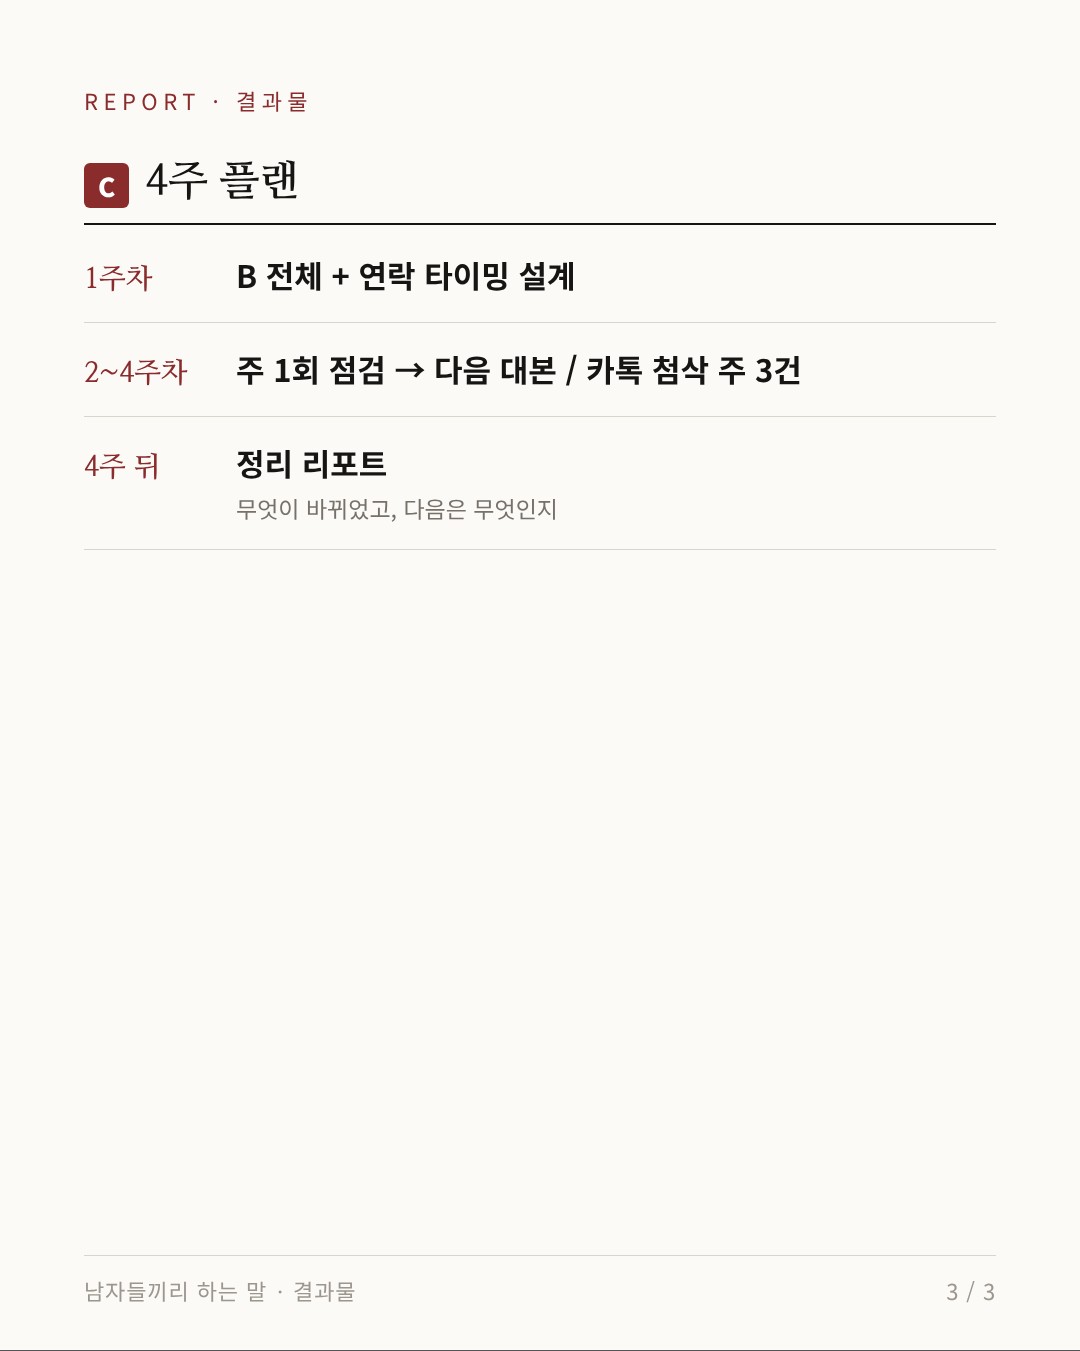 REPORT · 결과물
C 4주 플랜
1주차 B 전체 + 연락 타이밍 설계
2~4주차 주 1회 점검 → 다음 대본 / 카톡 첨삭 주 3건
4주 뒤 정리 리포트
무엇이 바뀌었고, 다음은 무엇인지
남자들끼리 하는 말 · 결과물 3 / 3